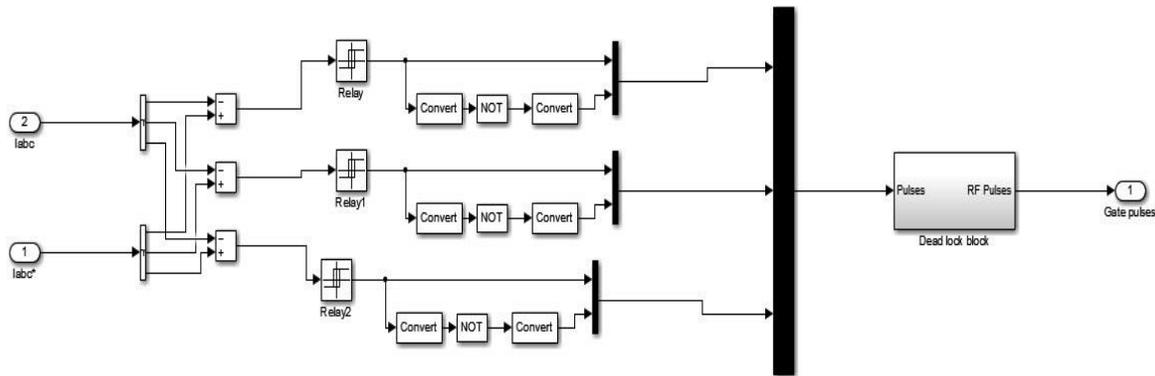 2
Iabc
1
Iabc*
-
+
-
+
-
+
Relay
Convert
NOT
Convert
Relay1
Convert
NOT
Convert
Relay2
Convert
NOT
Convert
Pulses
RF Pulses
Dead lock block
1
Gate pulses